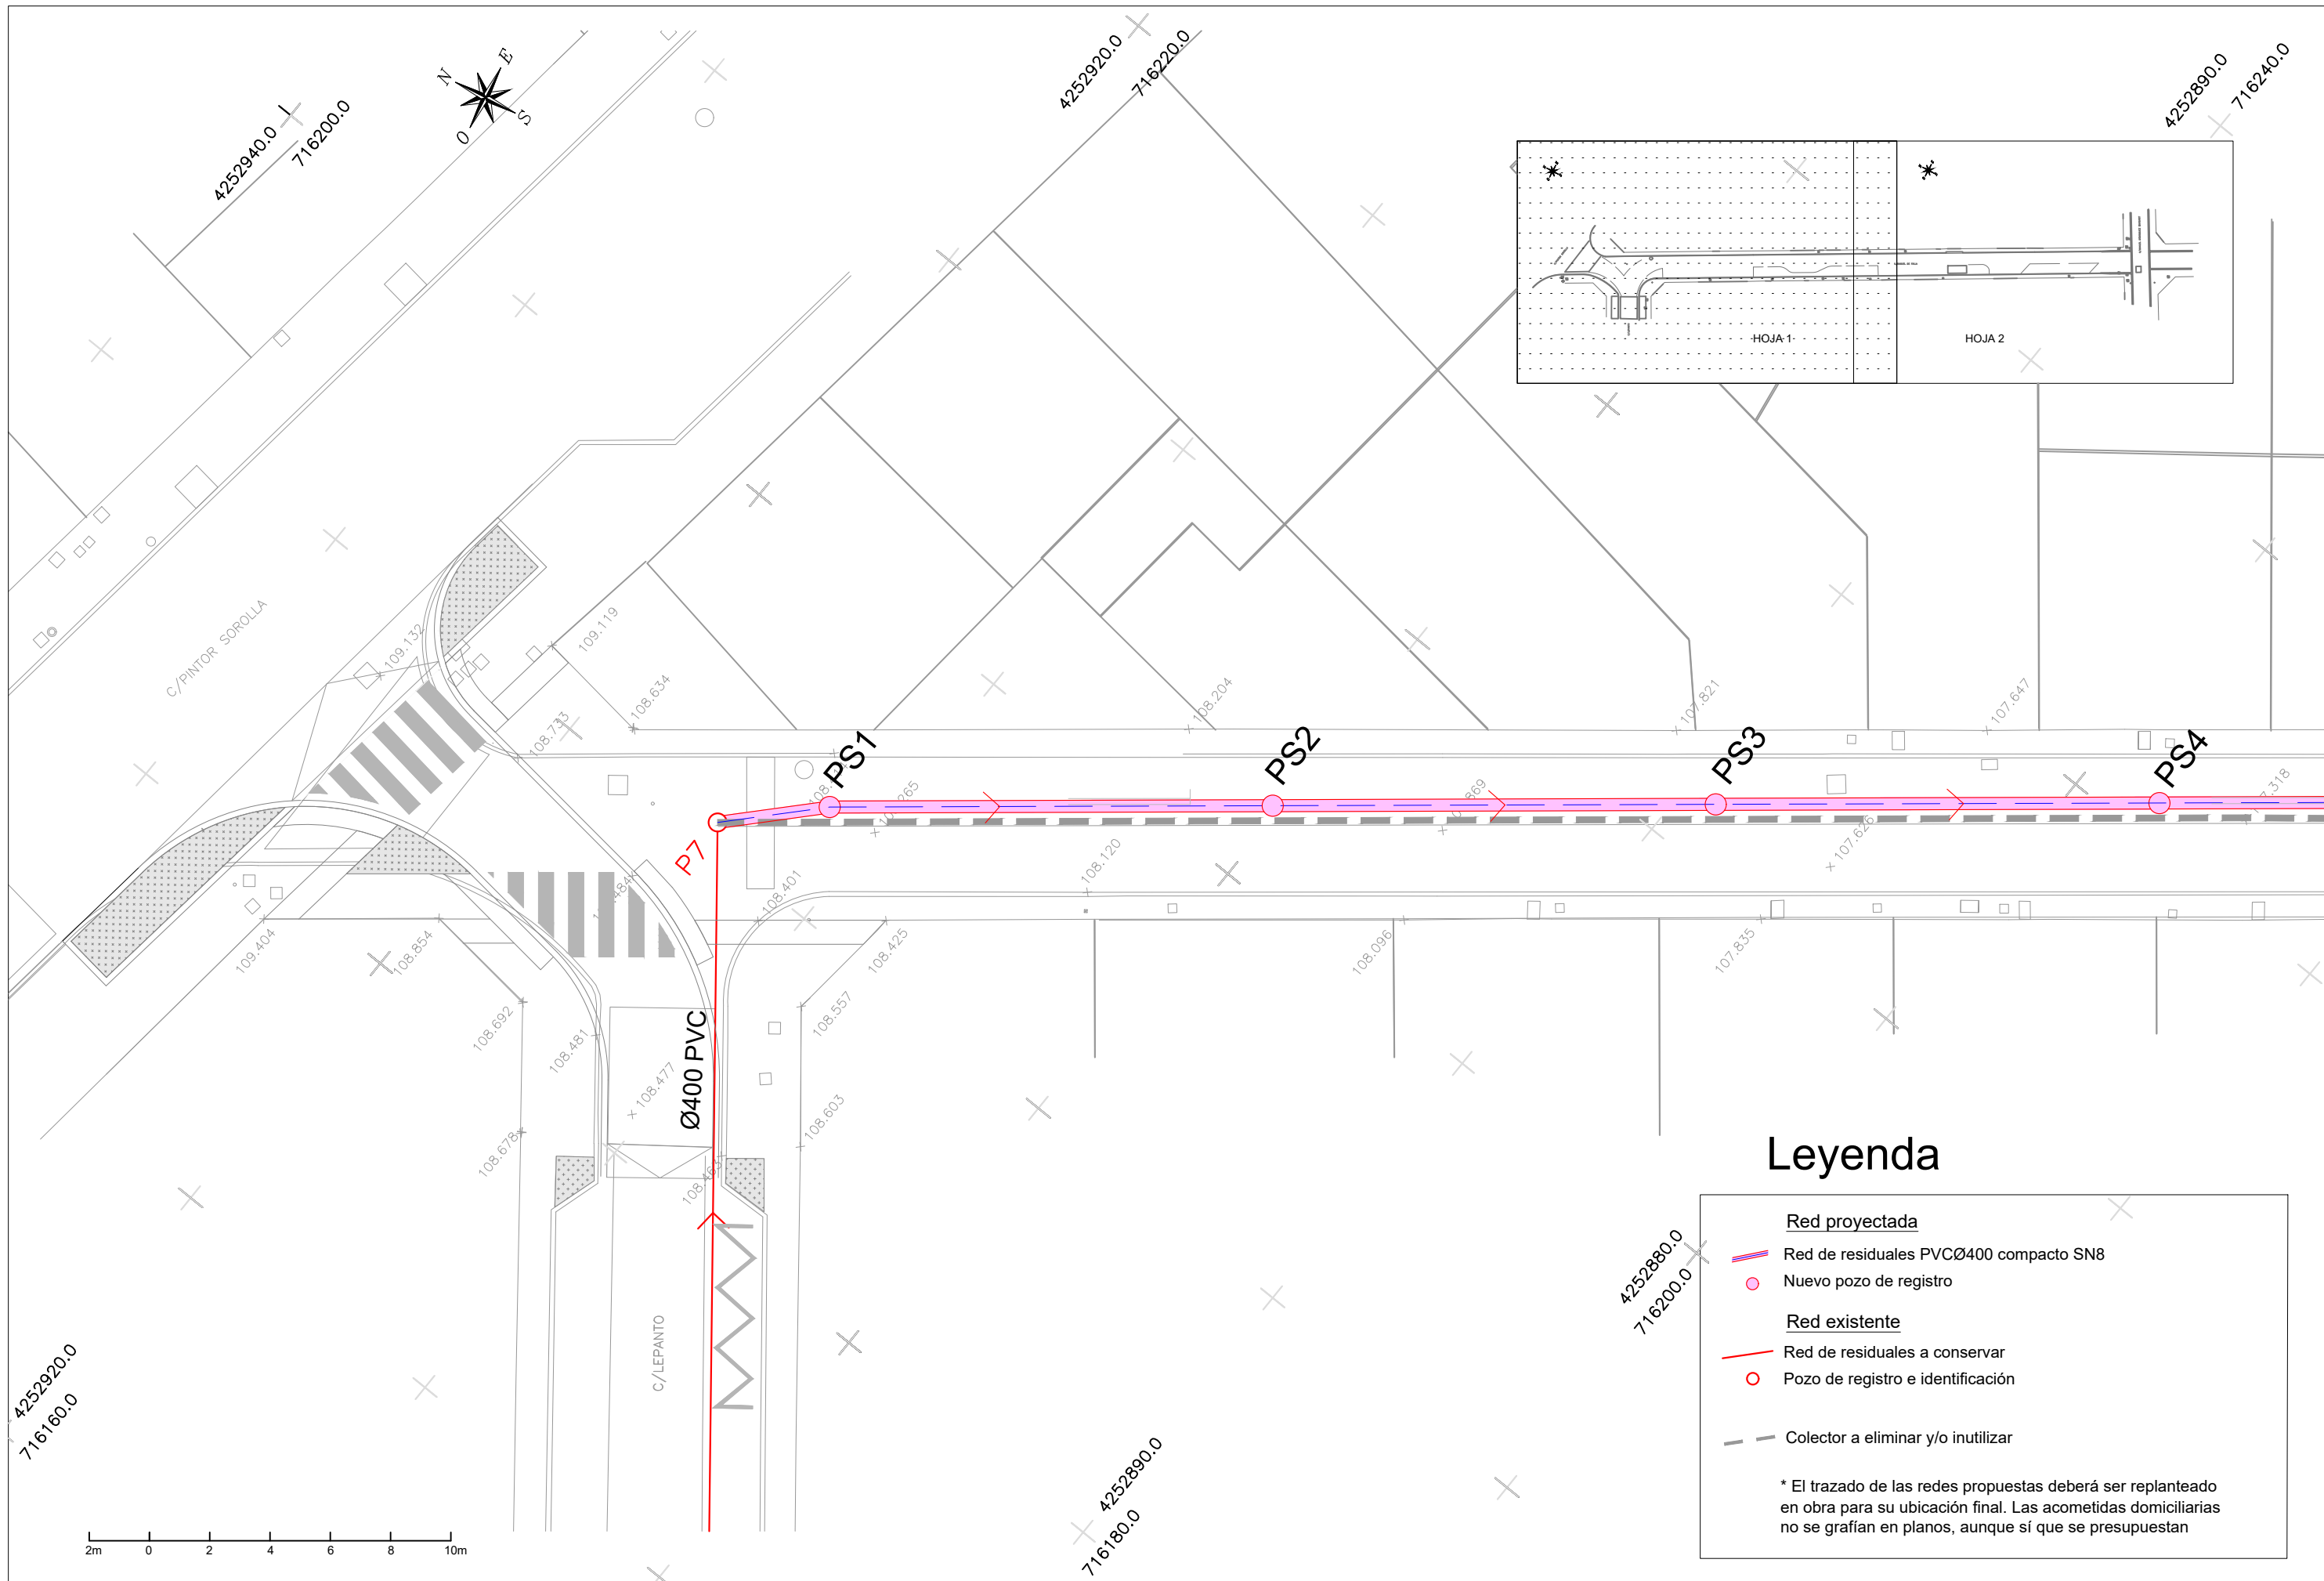 4252920.0
716220.0
4252890.0
716240.0
4252940.0
716200.0
N
E
S
O
HOJA 1
HOJA 2
C/PINTOR SOROLLA
109.132
109.119
108.634
108.733
108.204
107.821
107.647
PS1
PS2
PS3
PS4
P7
108.120
107.626
108.401
109.404
108.854
108.425
108.096
107.835
108.692
108.481
108.557
108.477
108.603
108.678
108.463
Ø400 PVC
C/LEPANTO
4252920.0
716160.0
4252890.0
716180.0
4252880.0
716200.0
Leyenda
Red proyectada
Red de residuales PVCØ400 compacto SN8
Nuevo pozo de registro
Red existente
Red de residuales a conservar
Pozo de registro e identificación
Colector a eliminar y/o inutilizar
* El trazado de las redes propuestas deberá ser replanteado
en obra para su ubicación final. Las acometidas domiciliarias
no se grafían en planos, aunque sí que se presupuestan
2m 0 2 4 6 8 10m